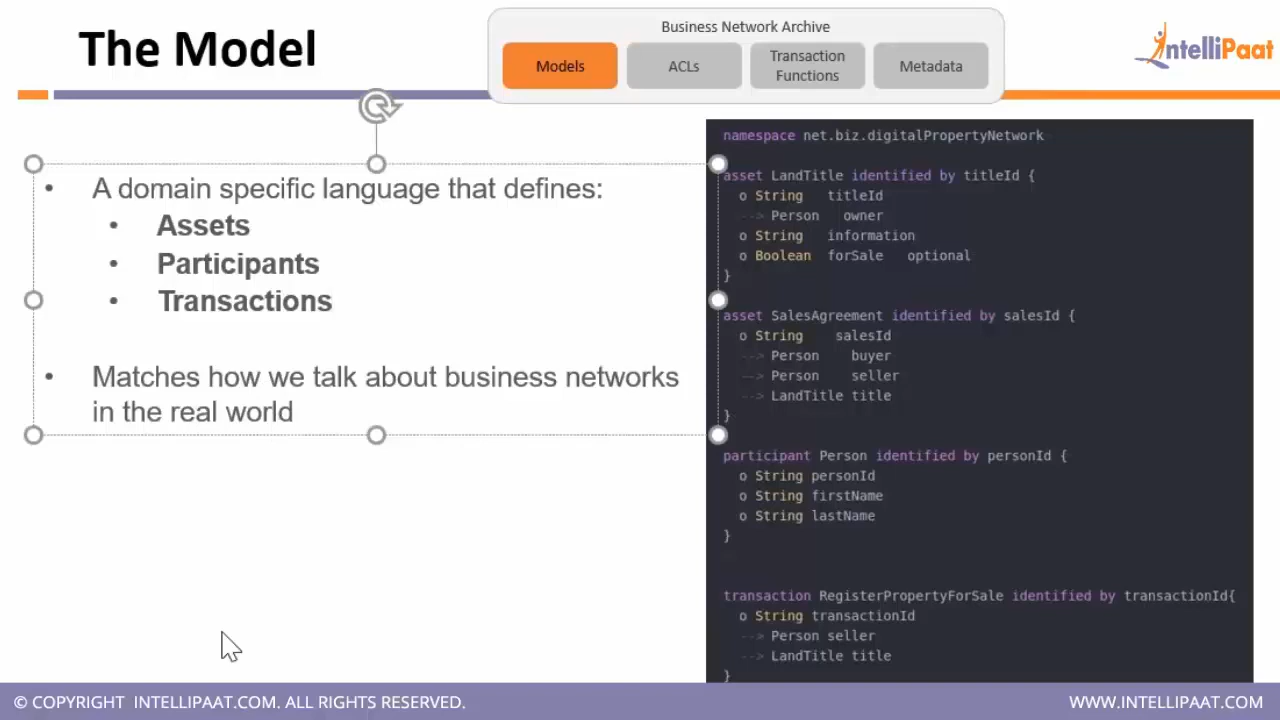 The Model
Business Network Archive
Models
ACLs
Transaction
Functions
Metadata
IntelliPaat
• A domain specific language that defines:
• Assets
• Participants
• Transactions
• Matches how we talk about business networks
in the real world
namespace net.biz.digitalPropertyNetwork
asset LandTitle identified by titleId {
o String titleId
--> Person owner
o String information
o Boolean forSale optional
}
asset SalesAgreement identified by salesId {
o String salesId
--> Person buyer
--> Person seller
--> LandTitle title
}
participant Person identified by personId {
o String personId
o String firstName
o String lastName
}
transaction RegisterPropertyForSale identified by transactionId{
o String transactionId
--> Person seller
--> LandTitle title
}
© COPYRIGHT INTELLIPAAT.COM. ALL RIGHTS RESERVED.
WWW.INTELLIPAAT.COM